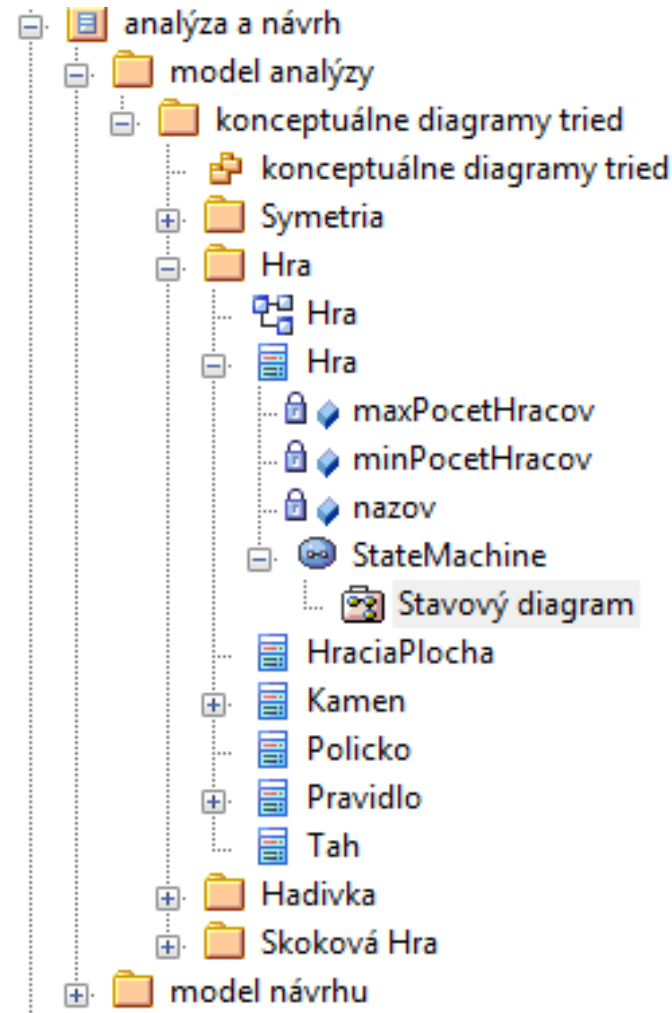 analýza a návrh
model analýzy
konceptuálne diagramy tried
konceptuálne diagramy tried
Symetria
Hra
Hra
Hra
maxPocetHracov
minPocetHracov
nazov
StateMachine
Stavový diagram
HraciaPlocha
Kamen
Policko
Pravidlo
Tah
Hadivka
Skoková Hra
model návrhu